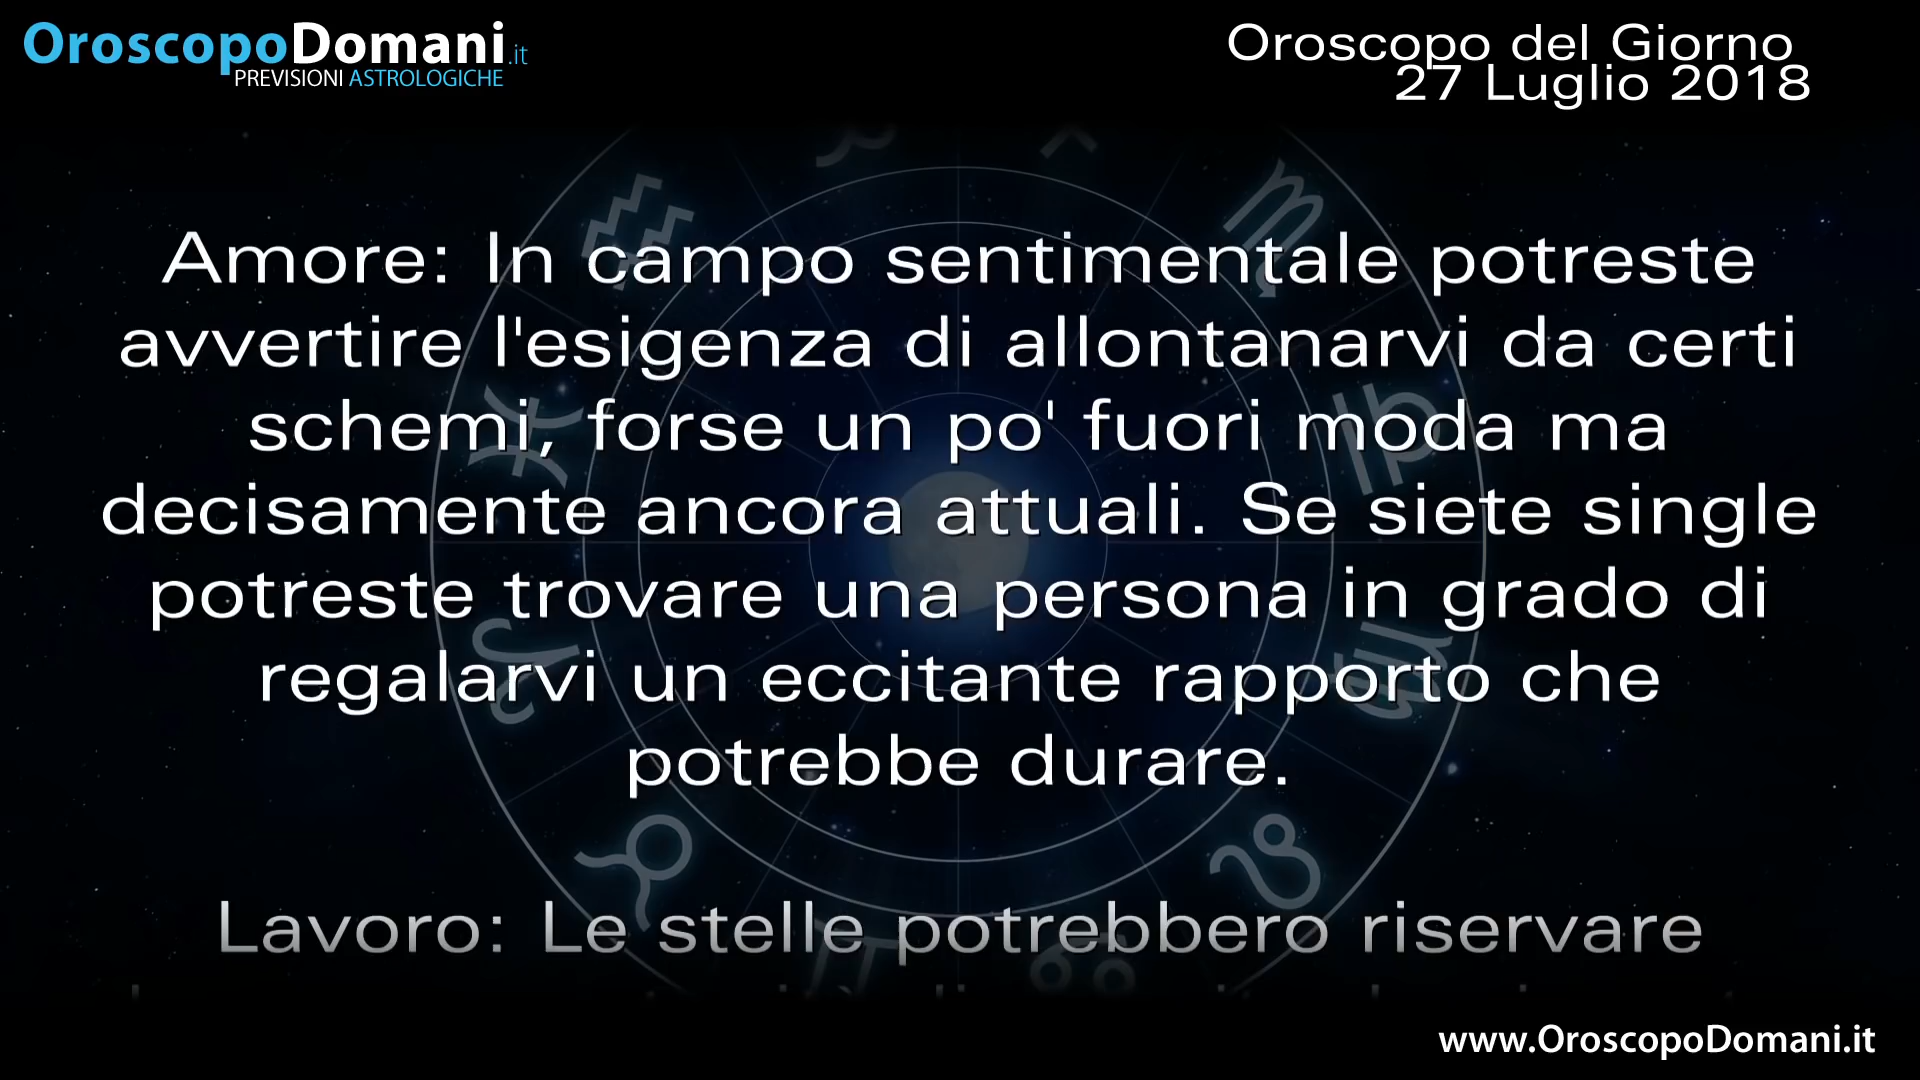 OroscopoDomani.it
PREVISIONI ASTROLOGICHE
Oroscopo del Giorno
27 Luglio 2018
Amore: In campo sentimentale potreste
avvertire l'esigenza di allontanarvi da certi
schemi, forse un po' fuori moda ma
decisamente ancora attuali. Se siete single
potreste trovare una persona in grado di
regalarvi un eccitante rapporto che
potrebbe durare.
Lavoro: Le stelle potrebbero riservare
www.OroscopoDomani.it